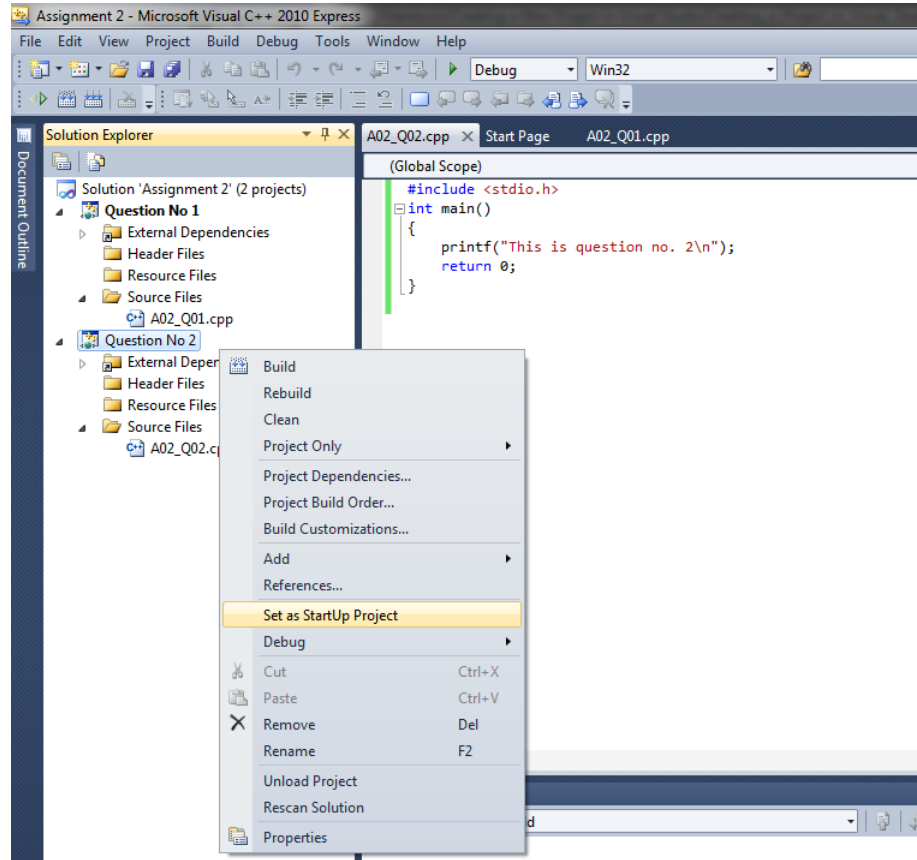 Assignment 2 - Microsoft Visual C++ 2010 Express
File Edit View Project Build Debug Tools Window Help
Debug Win32
Document Outline
Solution Explorer
A02_Q02.cpp Start Page A02_Q01.cpp
(Global Scope)
Solution 'Assignment 2' (2 projects)
Question No 1
External Dependencies
Header Files
Resource Files
Source Files
A02_Q01.cpp
Question No 2
External Deper
Header Files
Resource Files
Source Files
A02_Q02.c
#include <stdio.h>
int main()
{
printf("This is question no. 2\n");
return 0;
}
Build
Rebuild
Clean
Project Only
Project Dependencies...
Project Build Order...
Build Customizations...
Add
References...
Set as StartUp Project
Debug
Cut Ctrl+X
Paste Ctrl+V
Remove Del
Rename F2
Unload Project
Rescan Solution
Properties
d